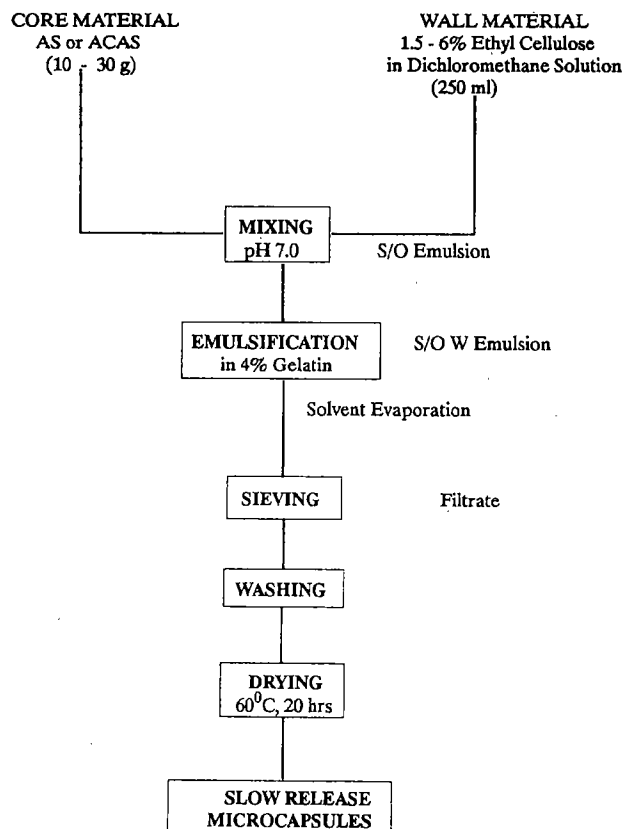 CORE MATERIAL
AS or ACAS
(10 - 30 g)
WALL MATERIAL
1.5 - 6% Ethyl Cellulose
in Dichloromethane Solution
(250 ml)
MIXING
pH 7.0
S/O Emulsion
EMULSIFICATION
in 4% Gelatin
S/O W Emulsion
Solvent Evaporation
SIEVING
Filtrate
WASHING
DRYING
60⁰C, 20 hrs
SLOW RELEASE
MICROCAPSULES